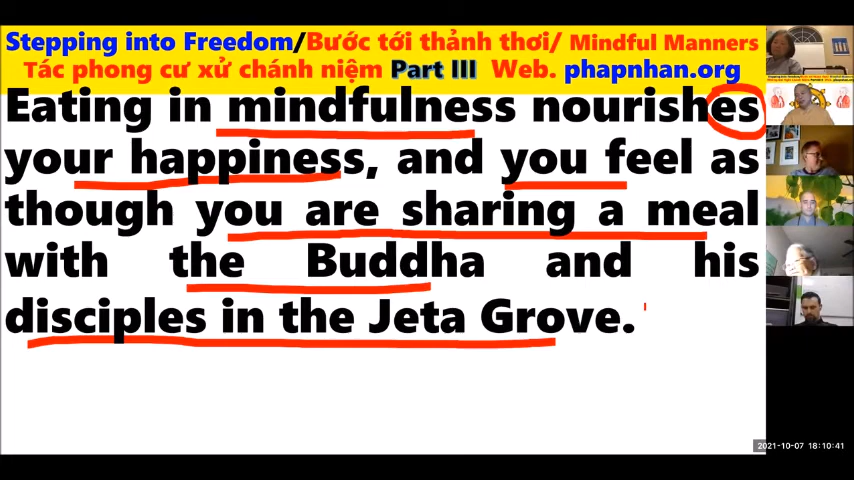 Stepping into Freedom/Bước tới thảnh thơi/ Mindful Manners
Tác phong cư xử chánh niệm Part III Web. phapnhan.org
Eating in mindfulness nourishes
your happiness, and you feel as
though you are sharing a meal
with the Buddha and his
disciples in the Jeta Grove.
2021-10-07 18:10:41